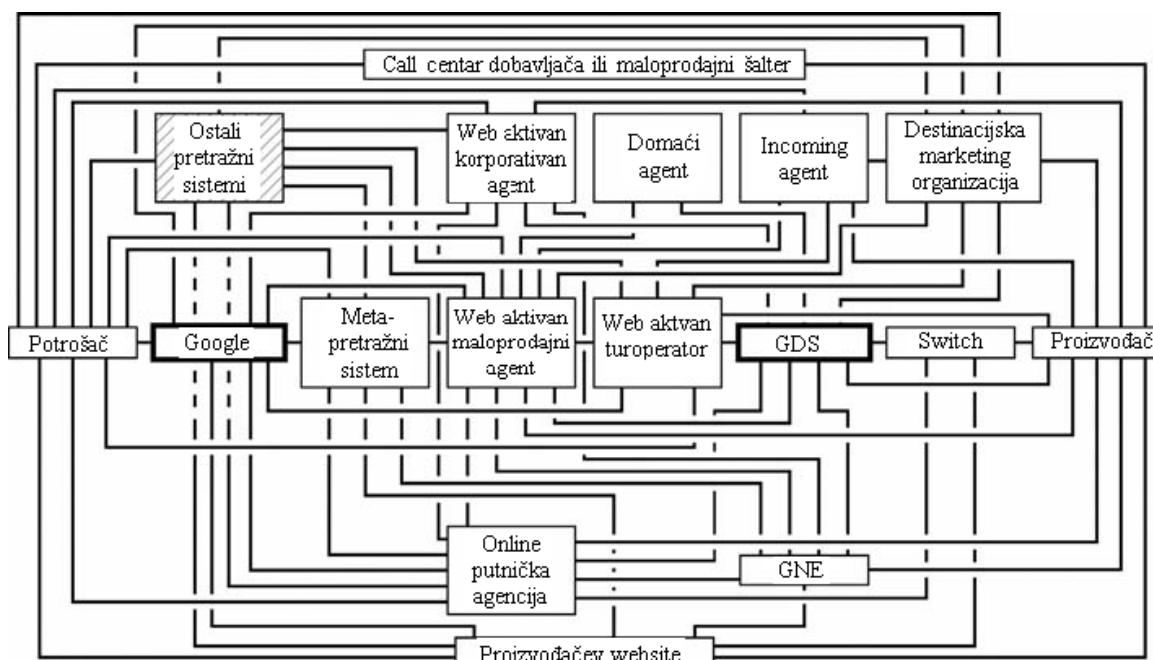 Call centar dobavljača ili maloprodajni šalter
Ostali
pretražni
sistemi
Web aktivan
korporativan
agent
Domaći
agent
Incoming
agent
Destinacijska
marketing
organizacija
Potrošač
Google
Meta-
pretražni
sistem
Web aktivan
maloprodajni
agent
Web aktvan
turoperator
GDS
Switch
Proizvođač
Online
putnička
agencija
GNE
Proizvođačev website